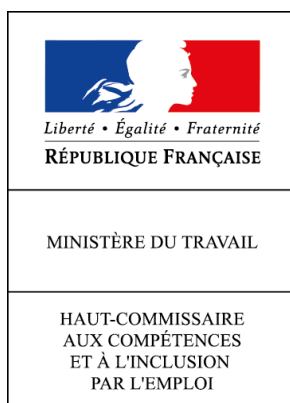 Liberté • Égalité • Fraternité
RÉPUBLIQUE FRANÇAISE
MINISTÈRE DU TRAVAIL
HAUT-COMMISSAIRE
AUX COMPÉTENCES
ET À L'INCLUSION
PAR L'EMPLOI